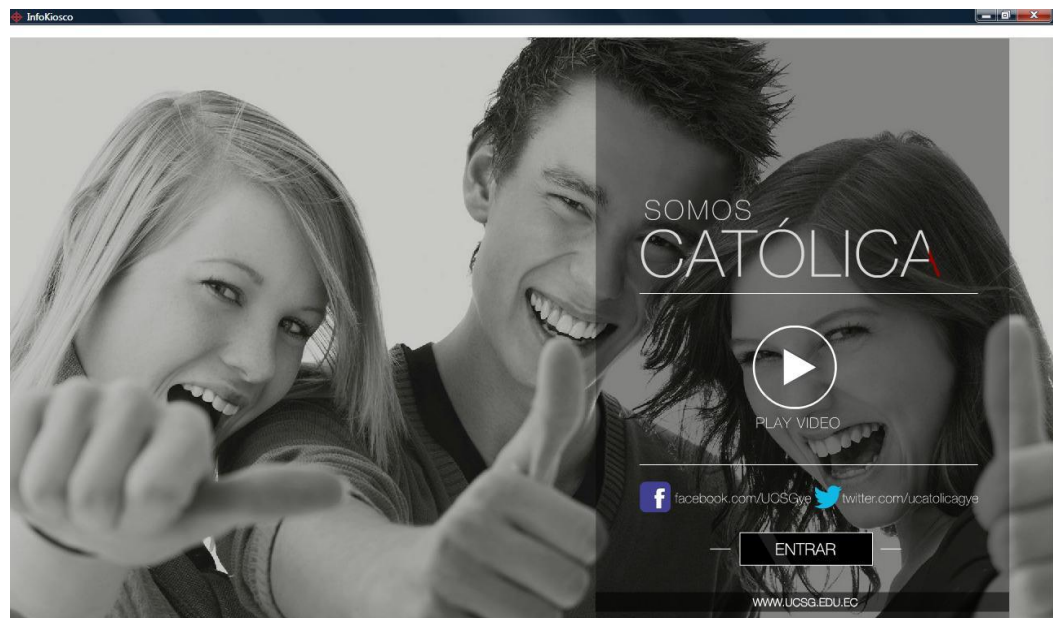 InfoKiosco
SOMOS
CATÓLICA
PLAY VIDEO
facebook.com/UCSGye twitter.com/ucatolicagye
ENTRAR
WWW.UCSG.EDU.EC